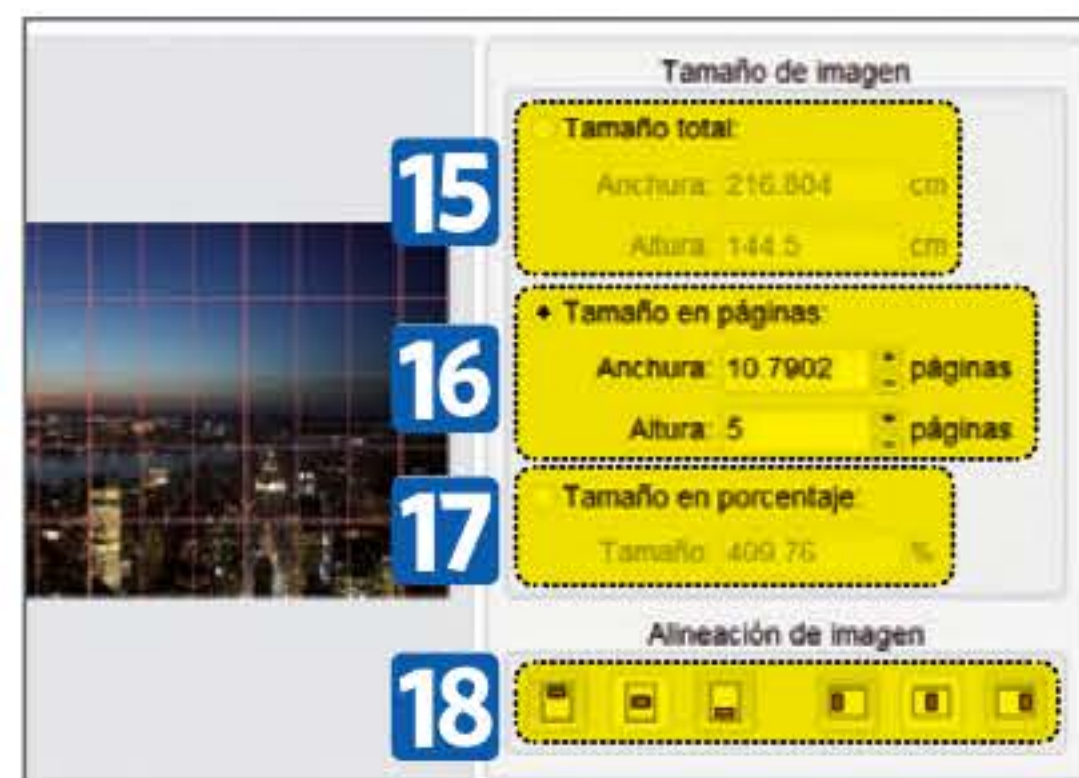 Tamaño de imagen
15
Tamaño total:
Anchura: 216.804 cm
Altura: 144.5 cm
16
Tamaño en páginas:
Anchura: 10.7902 páginas
Altura: 5 páginas
17
Tamaño en porcentaje:
Tamaño: 409.76 %
Alineación de imagen
18